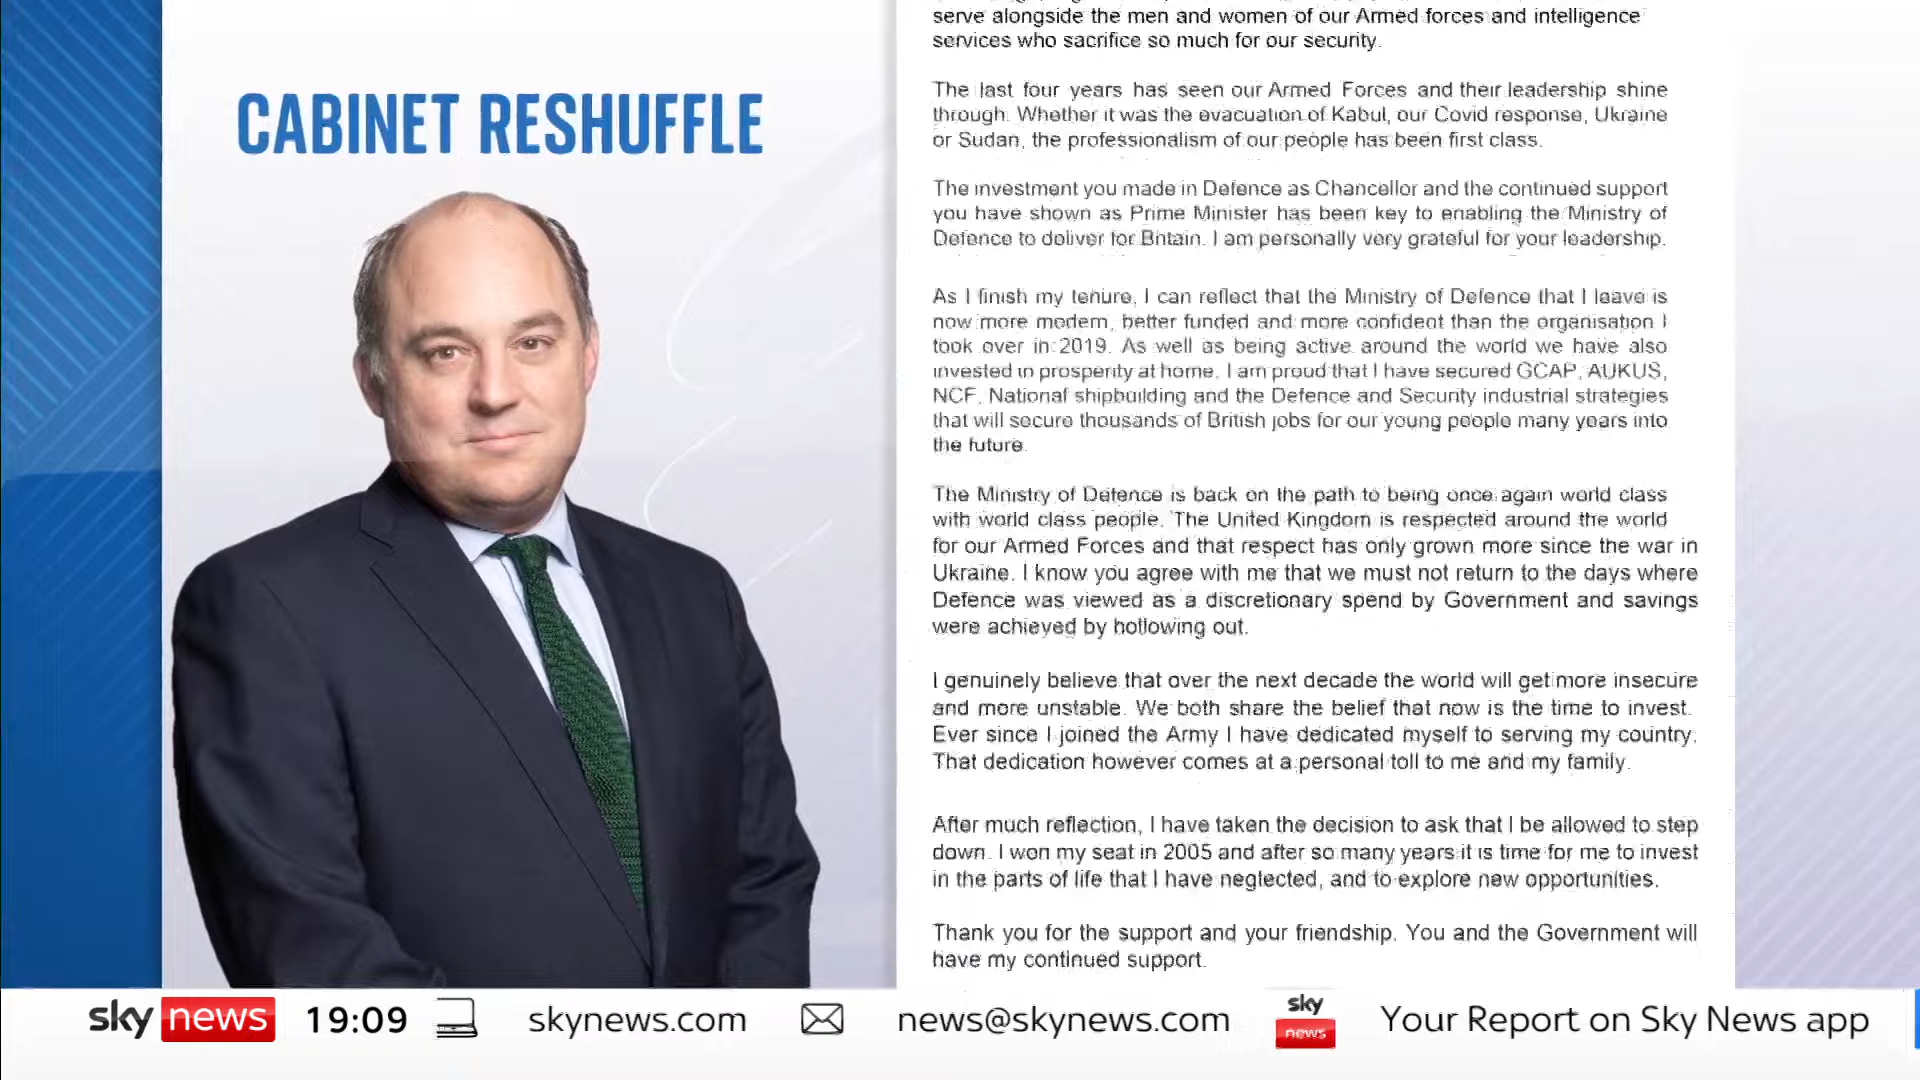 CABINET RESHUFFLE
serve alongside the men and women of our Armed forces and intelligence
services who sacrifice so much for our security.
The last four years has seen our Armed Forces and their leadership shine
through. Whether it was the evacuation of Kabul, our Covid response, Ukraine
or Sudan, the professionalism of our people has been first class.
The investment you made in Defence as Chancellor and the continued support
you have shown as Prime Minister has been key to enabling the Ministry of
Defence to deliver for Britain. I am personally very grateful for your leadership.
As I finish my tenure, I can reflect that the Ministry of Defence that I leave is
now more modern, better funded and more confident than the organisation I
took over in 2019. As well as being active around the world we have also
invested in prosperity at home. I am proud that I have secured GCAP, AUKUS,
NCF, National shipbuilding and the Defence and Security industrial strategies
that will secure thousands of British jobs for our young people many years into
the future.
The Ministry of Defence is back on the path to being once again world class
with world class people. The United Kingdom is respected around the world
for our Armed Forces and that respect has only grown more since the war in
Ukraine. I know you agree with me that we must not return to the days where
Defence was viewed as a discretionary spend by Government and savings
were achieved by hollowing out.
I genuinely believe that over the next decade the world will get more insecure
and more unstable. We both share the belief that now is the time to invest.
Ever since I joined the Army I have dedicated myself to serving my country.
That dedication however comes at a personal toll to me and my family.
After much reflection, I have taken the decision to ask that I be allowed to step
down. I won my seat in 2005 and after so many years it is time for me to invest
in the parts of life that I have neglected, and to explore new opportunities.
Thank you for the support and your friendship. You and the Government will
have my continued support.
sky news 19:09 skynews.com news@skynews.com sky news Your Report on Sky News app